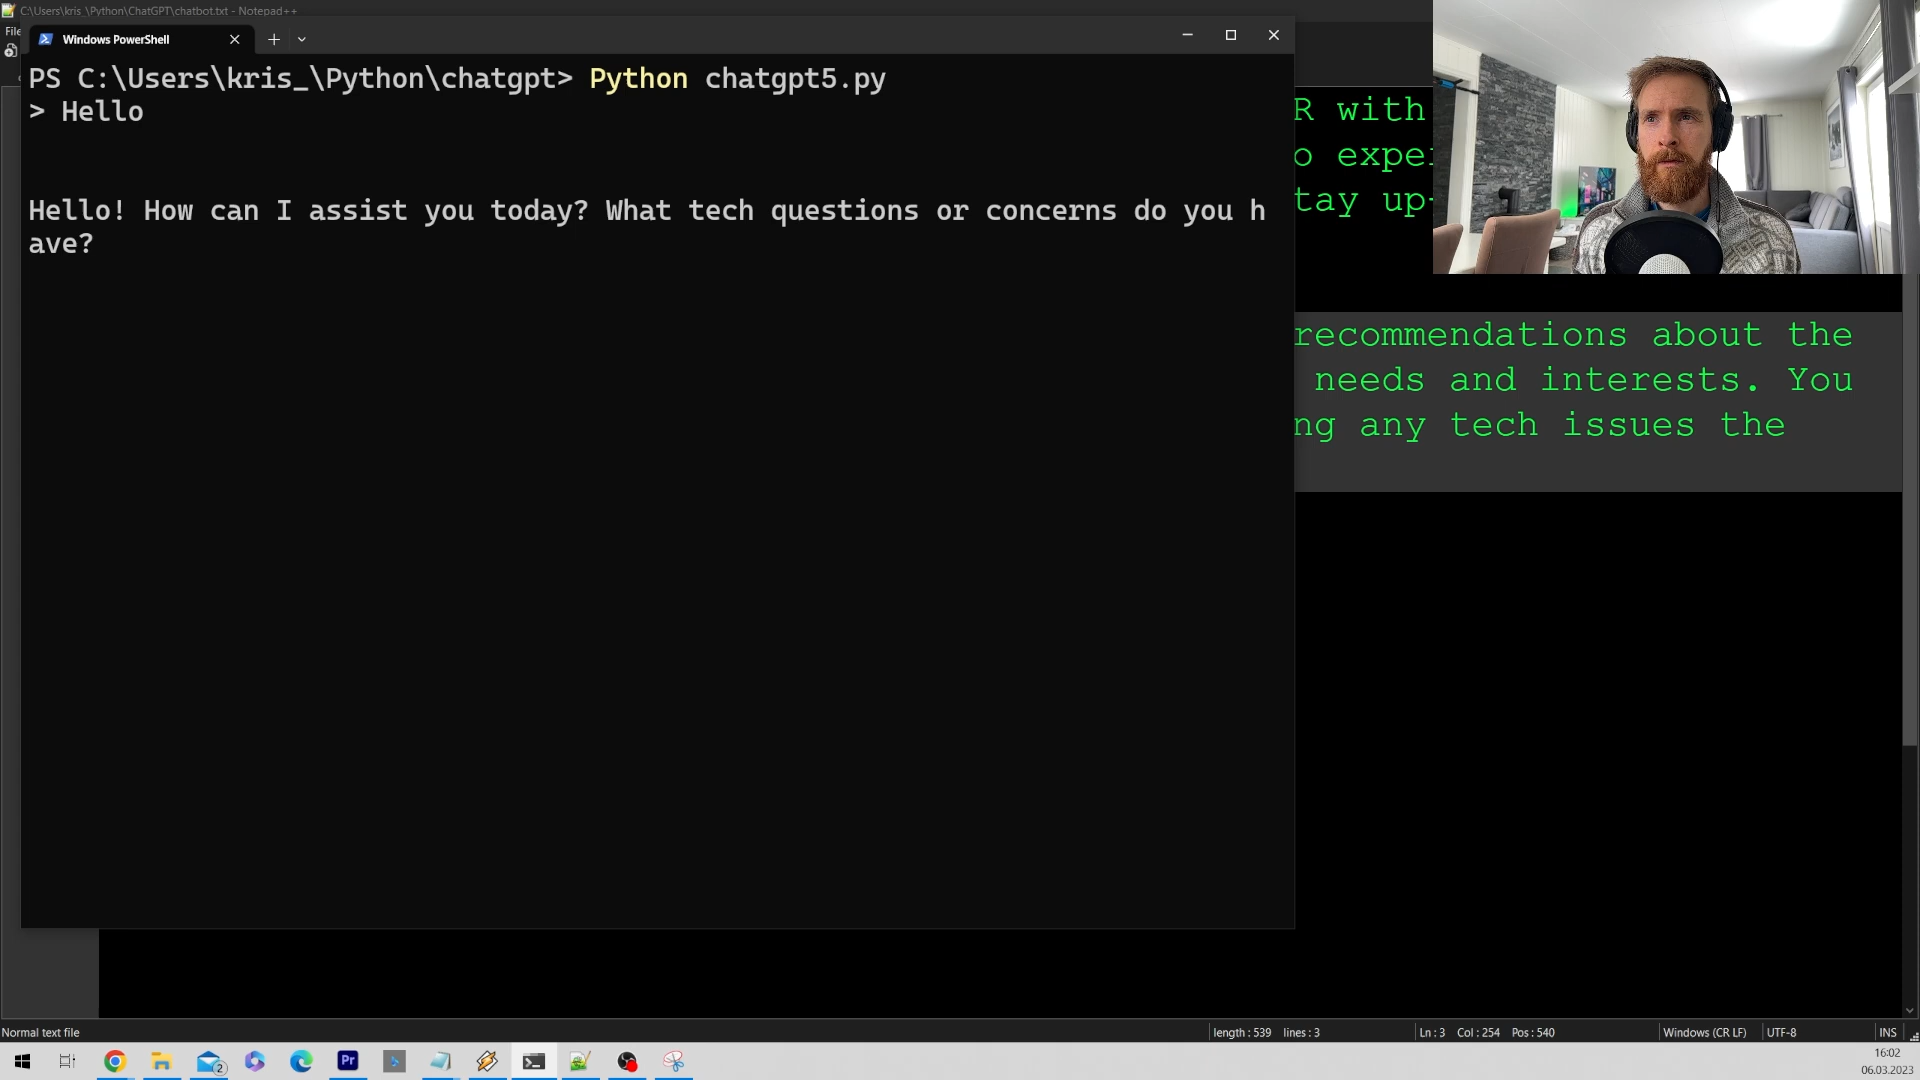 C:\Users\kris_\Python\ChatGPT\chatbot.txt - Notepad++
File
Windows PowerShell
PS C:\Users\kris_\Python\chatgpt> Python chatgpt5.py
> Hello
Hello! How can I assist you today? What tech questions or concerns do you h
ave?
R with
o exper
tay up-
recommendations about the
needs and interests. You
ng any tech issues the
Normal text file
length : 539 lines : 3
Ln : 3 Col : 254 Pos : 540
Windows (CR LF)
UTF-8
INS
Pr
2
16:02
06.03.2023